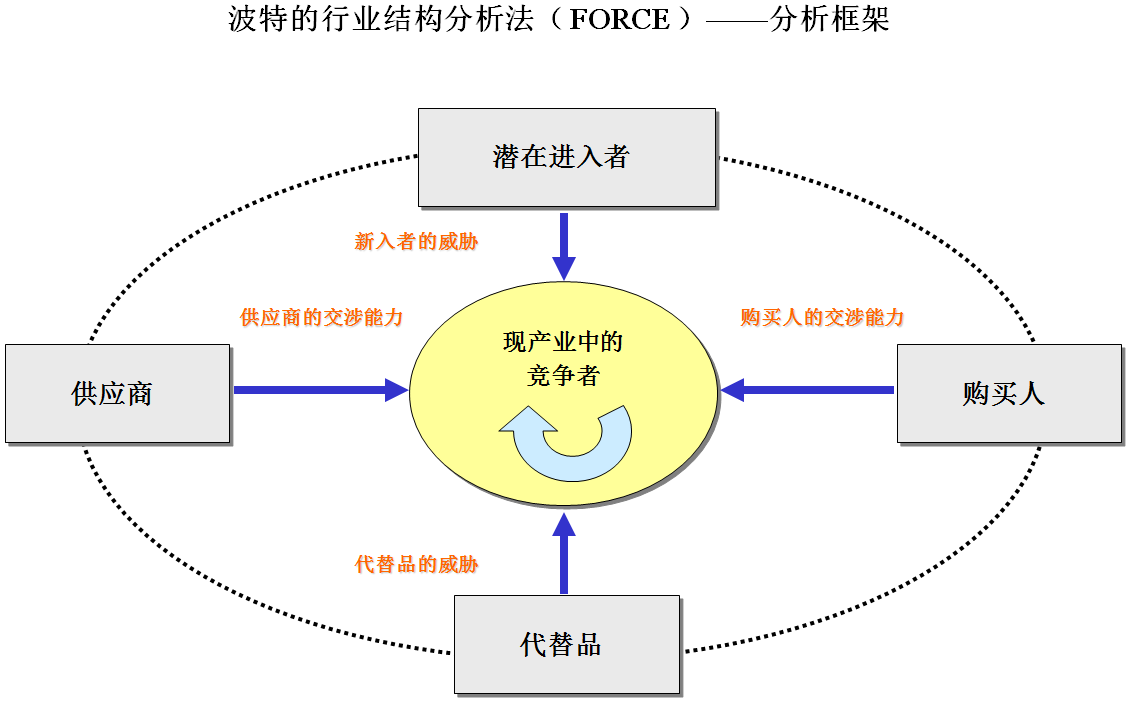 波特的行业结构分析法（FORCE）——分析框架
潜在进入者
新入者的威胁
供应商的交涉能力
购买人的交涉能力
现产业中的
竞争者
供应商
购买人
代替品的威胁
代替品